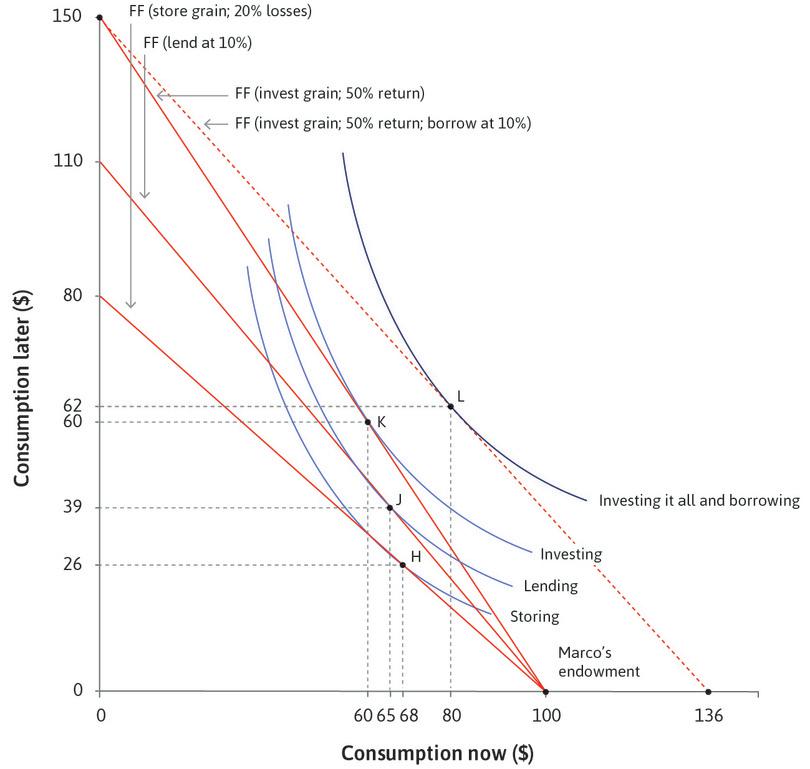 FF (store grain; 20% losses)
150
FF (lend at 10%)
FF (invest grain; 50% return)
FF (invest grain; 50% return; borrow at 10%)
110
80
Consumption later ($)
62
L
60
K
Investing it all and borrowing
39
J
Investing
26
H
Lending
Storing
Marco's
endowment
0
0
60
65
68
80
100
136
Consumption now ($)